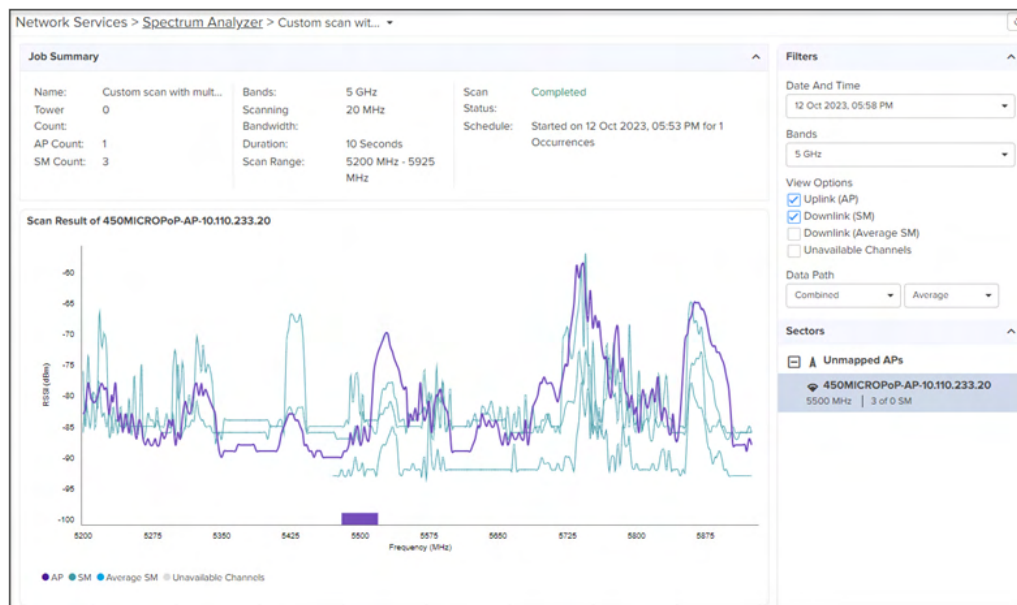 Network Services > Spectrum Analyzer > Custom scan wit...
Job Summary
Name: Custom scan with mult...
Tower Count: 0
AP Count: 1
SM Count: 3
Bands: 5 GHz
Scanning Bandwidth: 20 MHz
Duration: 10 Seconds
Scan Range: 5200 MHz - 5925 MHz
Scan Status: Completed
Schedule: Started on 12 Oct 2023, 05:53 PM for 1 Occurrences
Scan Result of 450MICROPoP-AP-10.110.233.20
RSSI (dBm)
-60
-65
-70
-75
-80
-85
-90
-95
-100
5200 5275 5350 5425 5500 5575 5650 5725 5800 5875
Frequency (MHz)
AP SM Average SM Unavailable Channels
Filters
Date And Time
12 Oct 2023, 05:58 PM
Bands
5 GHz
View Options
Uplink (AP)
Downlink (SM)
Downlink (Average SM)
Unavailable Channels
Data Path
Combined Average
Sectors
Unmapped APs
450MICROPoP-AP-10.110.233.20
5500 MHz | 3 of 0 SM